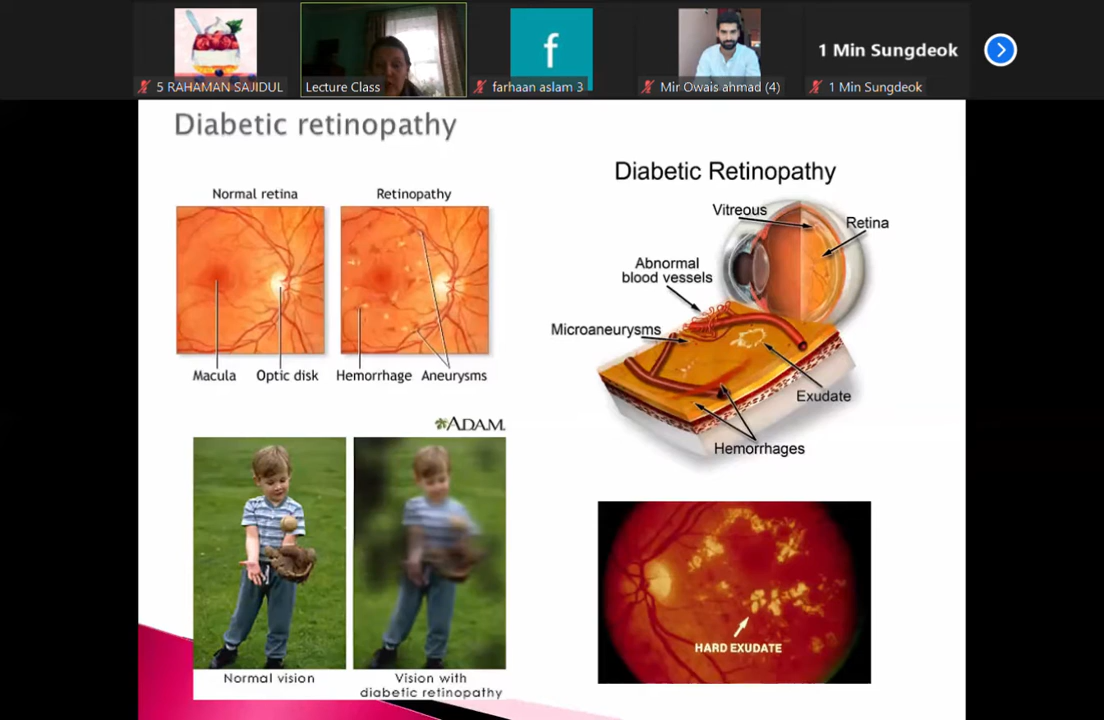 5 RAHAMAN SAJIDUL
Lecture Class
f
farhaan aslam 3
Mir Owais ahmad (4)
1 Min Sungdeok
1 Min Sungdeok
Diabetic retinopathy
Normal retina
Retinopathy
Macula
Optic disk
Hemorrhage
Aneurysms
ADAM.
Normal vision
Vision with
diabetic retinopathy
Diabetic Retinopathy
Vitreous
Retina
Abnormal
blood vessels
Microaneurysms
Exudate
Hemorrhages
HARD EXUDATE